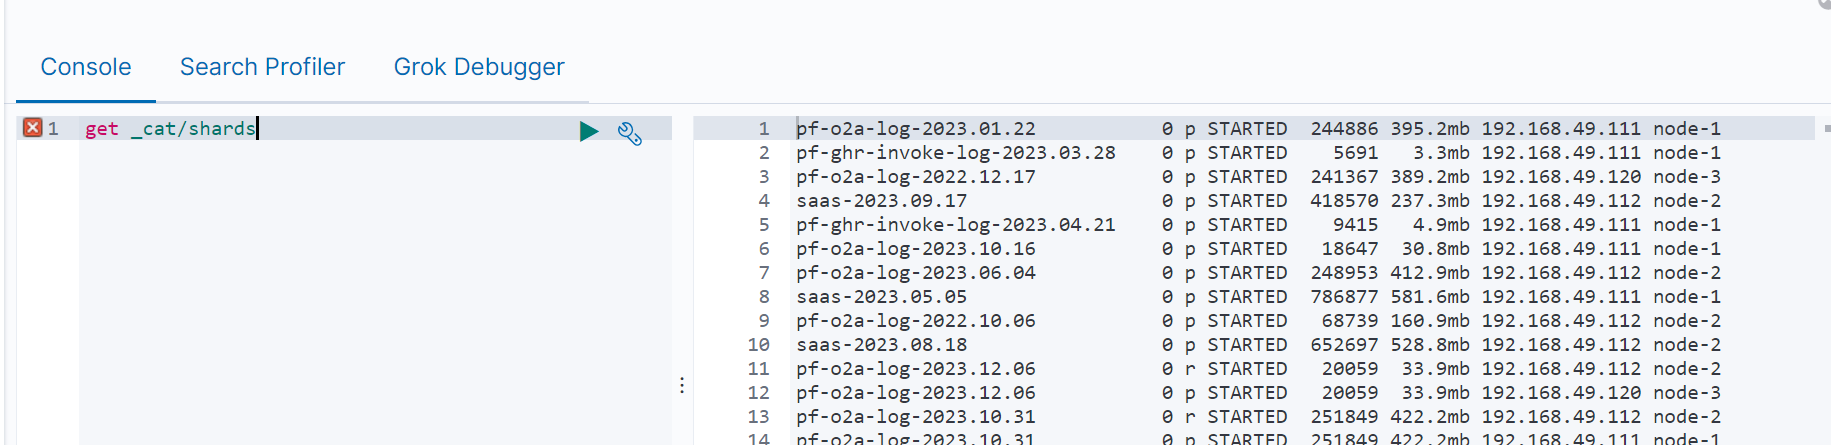 Console Search Profiler Grok Debugger
1 get _cat/shards
1 pf-o2a-log-2023.01.22 0 p STARTED 244886 395.2mb 192.168.49.111 node-1
2 pf-ghr-invoke-log-2023.03.28 0 p STARTED 5691 3.3mb 192.168.49.111 node-1
3 pf-o2a-log-2022.12.17 0 p STARTED 241367 389.2mb 192.168.49.120 node-3
4 saas-2023.09.17 0 p STARTED 418570 237.3mb 192.168.49.112 node-2
5 pf-ghr-invoke-log-2023.04.21 0 p STARTED 9415 4.9mb 192.168.49.111 node-1
6 pf-o2a-log-2023.10.16 0 p STARTED 18647 30.8mb 192.168.49.111 node-1
7 pf-o2a-log-2023.06.04 0 p STARTED 248953 412.9mb 192.168.49.112 node-2
8 saas-2023.05.05 0 p STARTED 786877 581.6mb 192.168.49.111 node-1
9 pf-o2a-log-2022.10.06 0 p STARTED 68739 160.9mb 192.168.49.112 node-2
10 saas-2023.08.18 0 p STARTED 652697 528.8mb 192.168.49.112 node-2
11 pf-o2a-log-2023.12.06 0 r STARTED 20059 33.9mb 192.168.49.112 node-2
12 pf-o2a-log-2023.12.06 0 p STARTED 20059 33.9mb 192.168.49.120 node-3
13 pf-o2a-log-2023.10.31 0 r STARTED 251849 422.2mb 192.168.49.112 node-2
14 pf-o2a-log-2023.10.31 0 p STARTED 251849 422.2mb 192.168.49.111 node-1